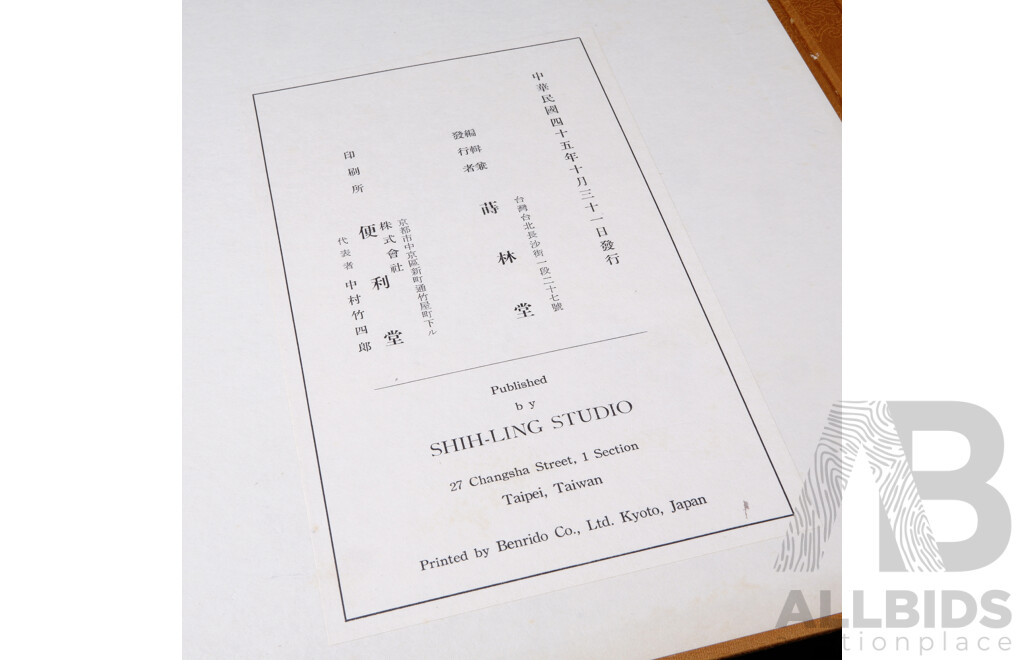 中華民國四十五年十月三十一日發行
編輯兼
發行者
台灣台北長沙街一段二十七號
蒔林堂
印刷所
京都市中京區新町通竹屋町下ル
株式會社
便利堂
代表者 中村竹四郎
Published
by
SHIH-LING STUDIO
27 Changsha Street, 1 Section
Taipei, Taiwan
Printed by Benrido Co., Ltd. Kyoto, Japan
AB
ALLBIDS
tionplace